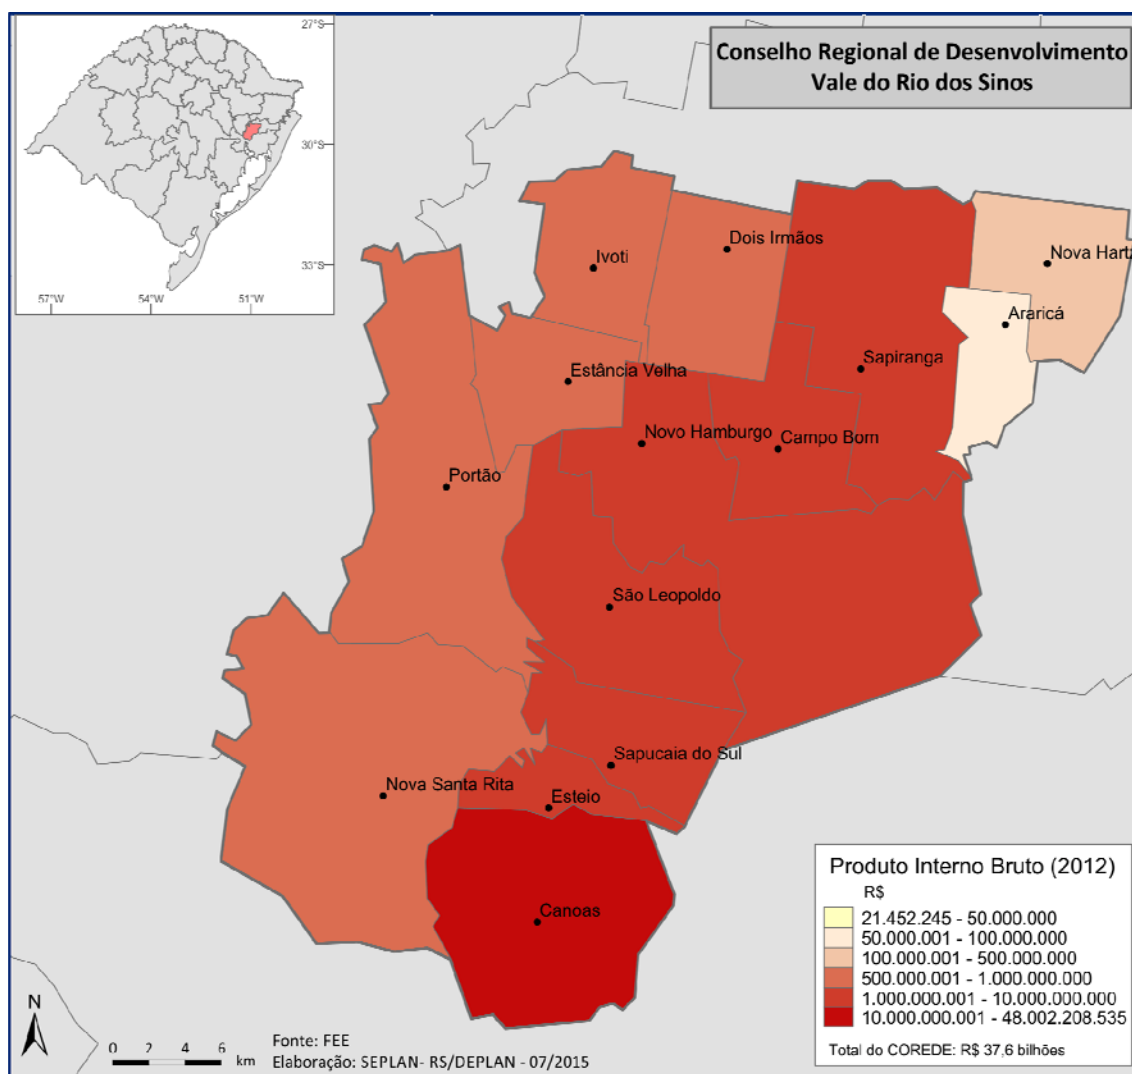 Conselho Regional de Desenvolvimento
Vale do Rio dos Sinos
27°S
30°S
33°S
57°W
54°W
51°W
Ivoti
Dois Irmãos
Nova Hartz
Araricá
Sapiranga
Estância Velha
Novo Hamburgo
Campo Bom
Portão
São Leopoldo
Sapucaia do Sul
Nova Santa Rita
Esteio
Canoas
Produto Interno Bruto (2012)
R$
21.452.245 - 50.000.000
50.000.001 - 100.000.000
100.000.001 - 500.000.000
500.000.001 - 1.000.000.000
1.000.000.001 - 10.000.000.000
10.000.000.001 - 48.002.208.535
Total do COREDE: R$ 37,6 bilhões
N
0 2 4 6
km
Fonte: FEE
Elaboração: SEPLAN- RS/DEPLAN - 07/2015